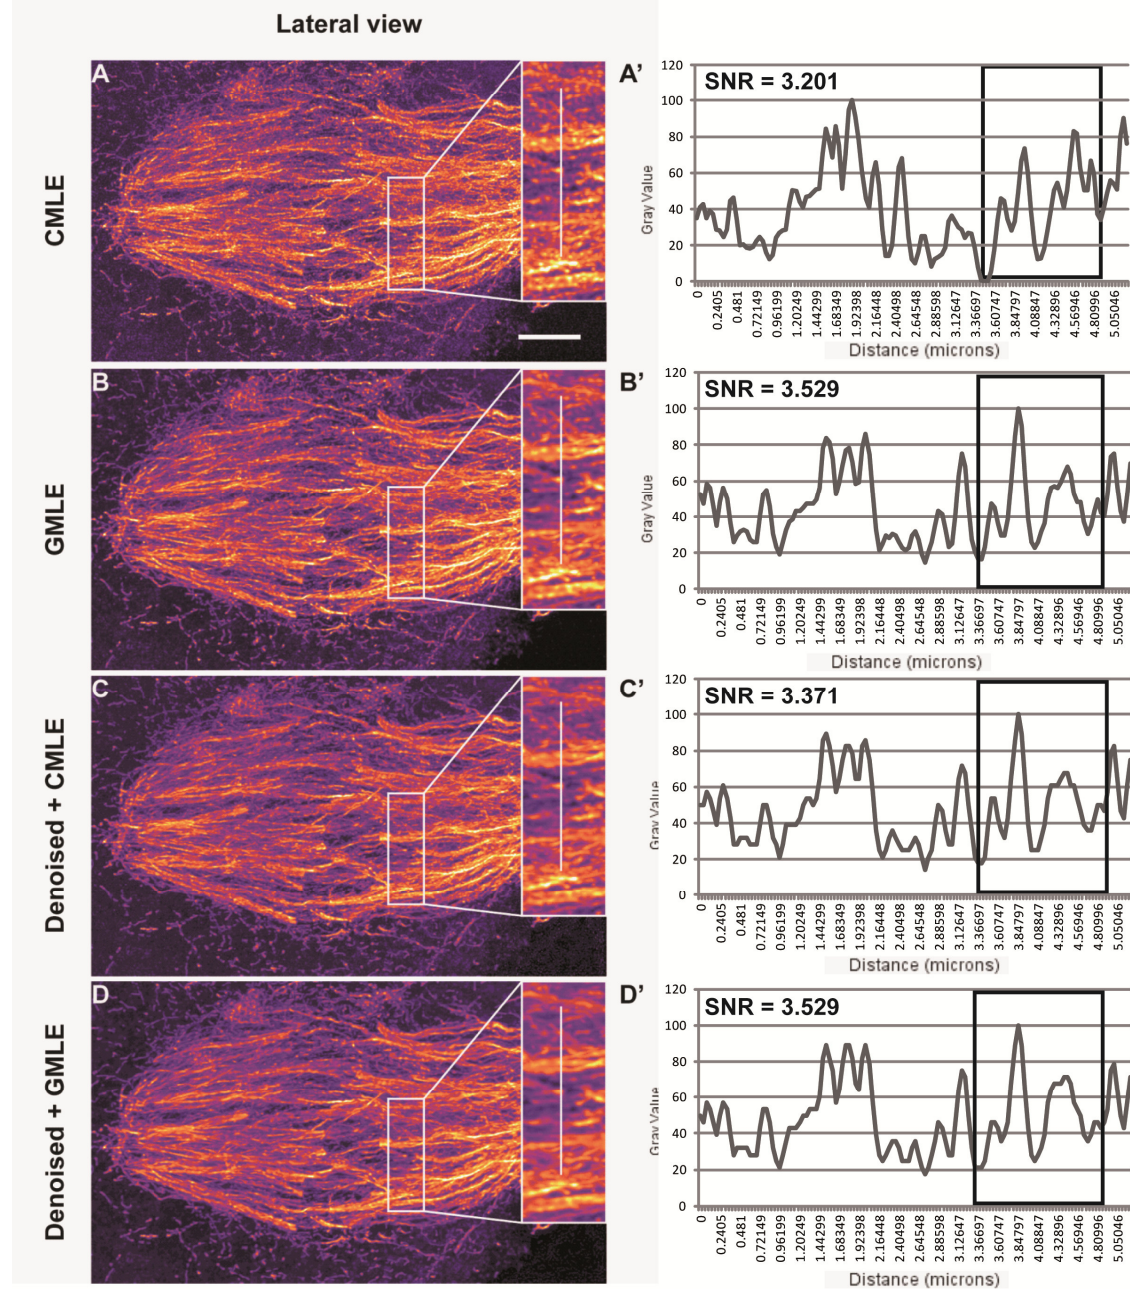 Lateral view
CMLE
A
A'
SNR = 3.201
Gray Value
120
100
80
60
40
20
0
0 0.2405 0.481 0.72149 0.96199 1.20249 1.44299 1.68349 1.92398 2.16448 2.40498 2.64548 2.88598 3.12647 3.36697 3.60747 3.84797 4.08847 4.32896 4.56946 4.80996 5.05046
Distance (microns)
GMLE
B
B'
SNR = 3.529
Gray Value
120
100
80
60
40
20
0
0 0.2405 0.481 0.72149 0.96199 1.20249 1.44299 1.68349 1.92398 2.16448 2.40498 2.64548 2.88598 3.12647 3.36697 3.60747 3.84797 4.08847 4.32896 4.56946 4.80996 5.05046
Distance (microns)
Denoised + CMLE
C
C'
SNR = 3.371
Gray Value
120
100
80
60
40
20
0
0 0.2405 0.481 0.72149 0.96199 1.20249 1.44299 1.68349 1.92398 2.16448 2.40498 2.64548 2.88598 3.12647 3.36697 3.60747 3.84797 4.08847 4.32896 4.56946 4.80996 5.05046
Distance (microns)
Denoised + GMLE
D
D'
SNR = 3.529
Gray Value
120
100
80
60
40
20
0
0 0.2405 0.481 0.72149 0.96199 1.20249 1.44299 1.68349 1.92398 2.16448 2.40498 2.64548 2.88598 3.12647 3.36697 3.60747 3.84797 4.08847 4.32896 4.56946 4.80996 5.05046
Distance (microns)